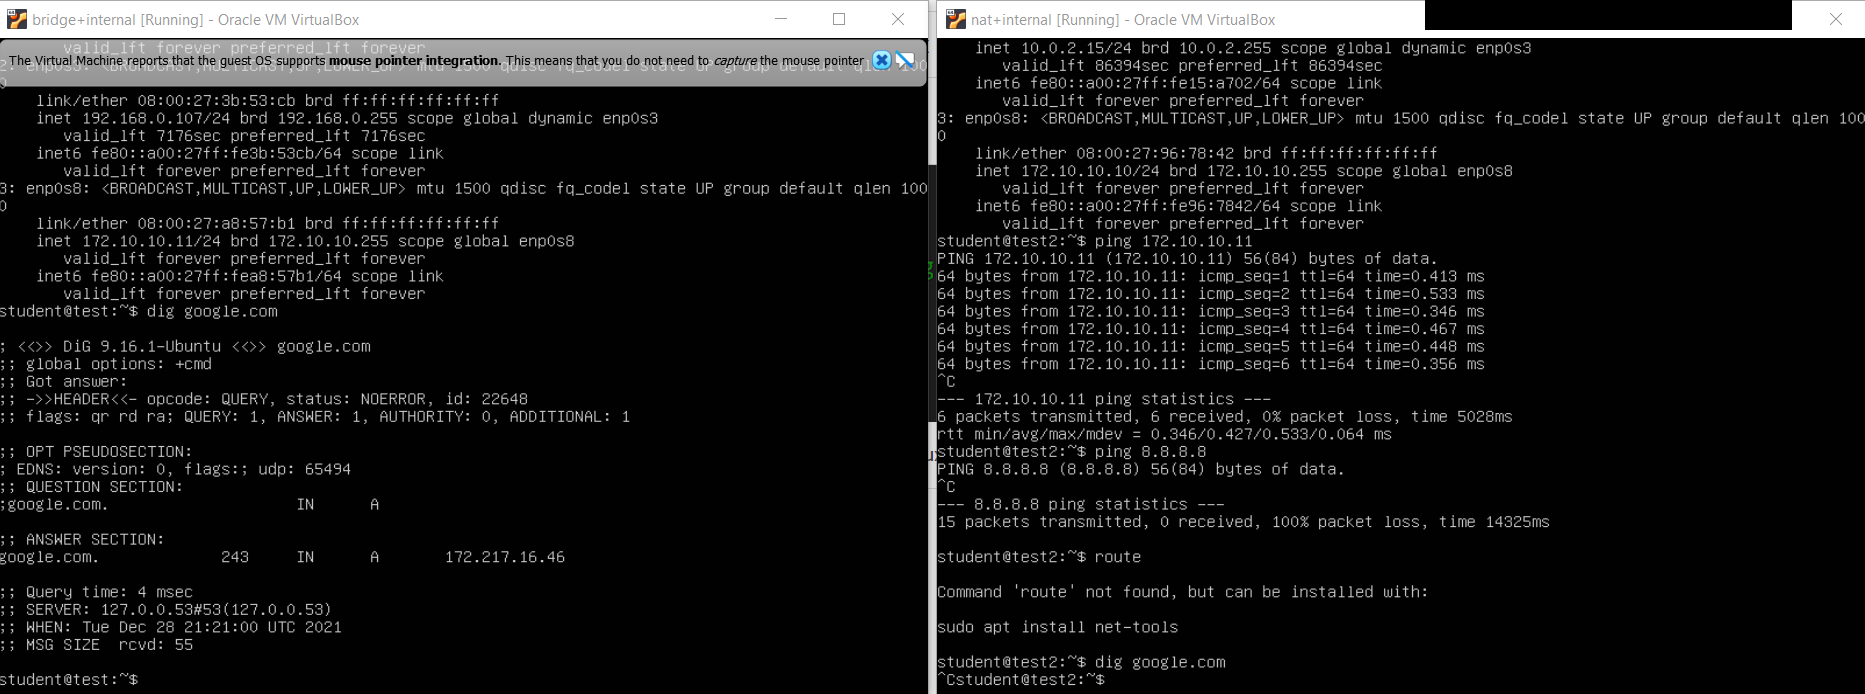 bridge+internal [Running] - Oracle VM VirtualBox
valid_lft forever preferred_lft forever
The Virtual Machine reports that the guest OS supports mouse pointer integration. This means that you do not need to capture the mouse pointer
0
link/ether 08:00:27:3b:53:cb brd ff:ff:ff:ff:ff:ff
inet 192.168.0.107/24 brd 192.168.0.255 scope global dynamic enp0s3
valid_lft 7176sec preferred_lft 7176sec
inet6 fe80::a00:27ff:fe3b:53cb/64 scope link
valid_lft forever preferred_lft forever
3: enp0s8: <BROADCAST,MULTICAST,UP,LOWER_UP> mtu 1500 qdisc fq_codel state UP group default qlen 100
0
link/ether 08:00:27:a8:57:b1 brd ff:ff:ff:ff:ff:ff
inet 172.10.10.11/24 brd 172.10.10.255 scope global enp0s8
valid_lft forever preferred_lft forever
inet6 fe80::a00:27ff:fea8:57b1/64 scope link
valid_lft forever preferred_lft forever
student@test:~$ dig google.com
; <<>> DiG 9.16.1-Ubuntu <<>> google.com
;; global options: +cmd
;; Got answer:
;; ->>HEADER<<- opcode: QUERY, status: NOERROR, id: 22648
;; flags: qr rd ra; QUERY: 1, ANSWER: 1, AUTHORITY: 0, ADDITIONAL: 1
;; OPT PSEUDOSECTION:
; EDNS: version: 0, flags:; udp: 65494
;; QUESTION SECTION:
;google.com. IN A
;; ANSWER SECTION:
google.com. 243 IN A 172.217.16.46
;; Query time: 4 msec
;; SERVER: 127.0.0.53#53(127.0.0.53)
;; WHEN: Tue Dec 28 21:21:00 UTC 2021
;; MSG SIZE rcvd: 55
student@test:~$
nat+internal [Running] - Oracle VM VirtualBox
inet 10.0.2.15/24 brd 10.0.2.255 scope global dynamic enp0s3
valid_lft 86394sec preferred_lft 86394sec
inet6 fe80::a00:27ff:fe15:a702/64 scope link
valid_lft forever preferred_lft forever
3: enp0s8: <BROADCAST,MULTICAST,UP,LOWER_UP> mtu 1500 qdisc fq_codel state UP group default qlen 100
0
link/ether 08:00:27:96:78:42 brd ff:ff:ff:ff:ff:ff
inet 172.10.10.10/24 brd 172.10.10.255 scope global enp0s8
valid_lft forever preferred_lft forever
inet6 fe80::a00:27ff:fe96:7842/64 scope link
valid_lft forever preferred_lft forever
student@test2:~$ ping 172.10.10.11
PING 172.10.10.11 (172.10.10.11) 56(84) bytes of data.
64 bytes from 172.10.10.11: icmp_seq=1 ttl=64 time=0.413 ms
64 bytes from 172.10.10.11: icmp_seq=2 ttl=64 time=0.533 ms
64 bytes from 172.10.10.11: icmp_seq=3 ttl=64 time=0.346 ms
64 bytes from 172.10.10.11: icmp_seq=4 ttl=64 time=0.467 ms
64 bytes from 172.10.10.11: icmp_seq=5 ttl=64 time=0.448 ms
64 bytes from 172.10.10.11: icmp_seq=6 ttl=64 time=0.356 ms
^C
--- 172.10.10.11 ping statistics ---
6 packets transmitted, 6 received, 0% packet loss, time 5028ms
rtt min/avg/max/mdev = 0.346/0.427/0.533/0.064 ms
student@test2:~$ ping 8.8.8.8
PING 8.8.8.8 (8.8.8.8) 56(84) bytes of data.
^C
--- 8.8.8.8 ping statistics ---
15 packets transmitted, 0 received, 100% packet loss, time 14325ms
student@test2:~$ route
Command 'route' not found, but can be installed with:
sudo apt install net-tools
student@test2:~$ dig google.com
^Cstudent@test2:~$